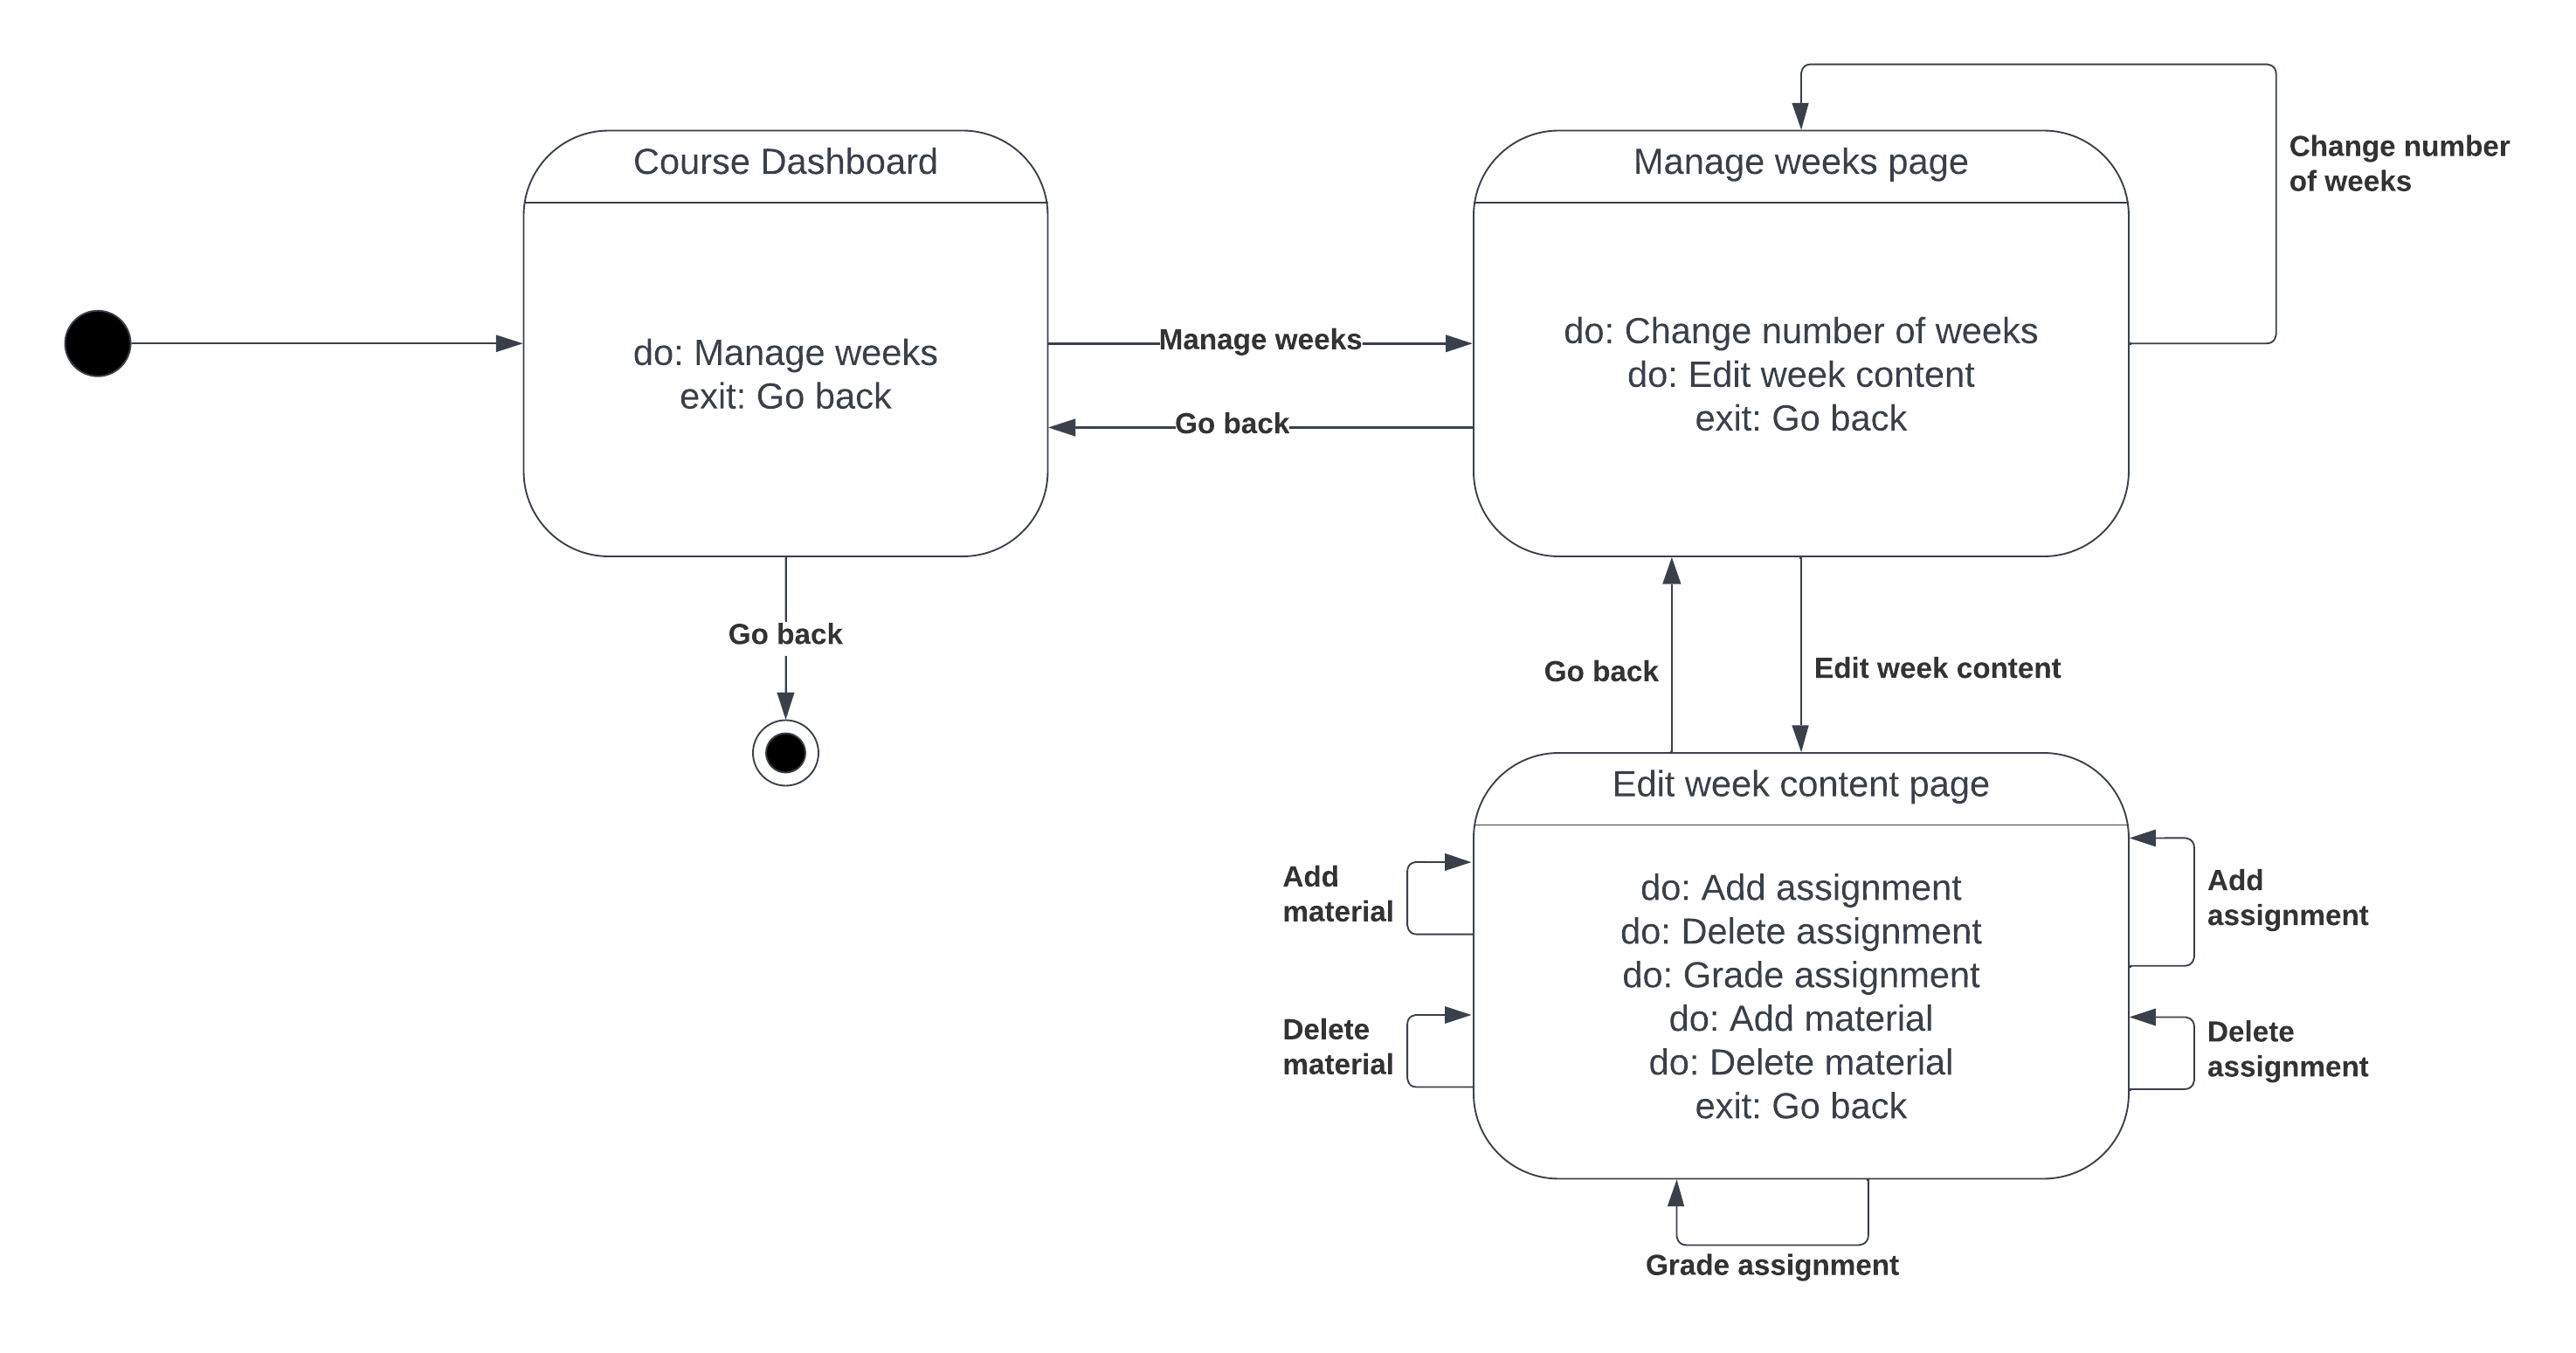 Course Dashboard
do: Manage weeks
exit: Go back
Manage weeks
Go back
Go back
Manage weeks page
do: Change number of weeks
do: Edit week content
exit: Go back
Change number
of weeks
Go back
Edit week content
Edit week content page
do: Add assignment
do: Delete assignment
do: Grade assignment
do: Add material
do: Delete material
exit: Go back
Add
material
Delete
material
Add
assignment
Delete
assignment
Grade assignment